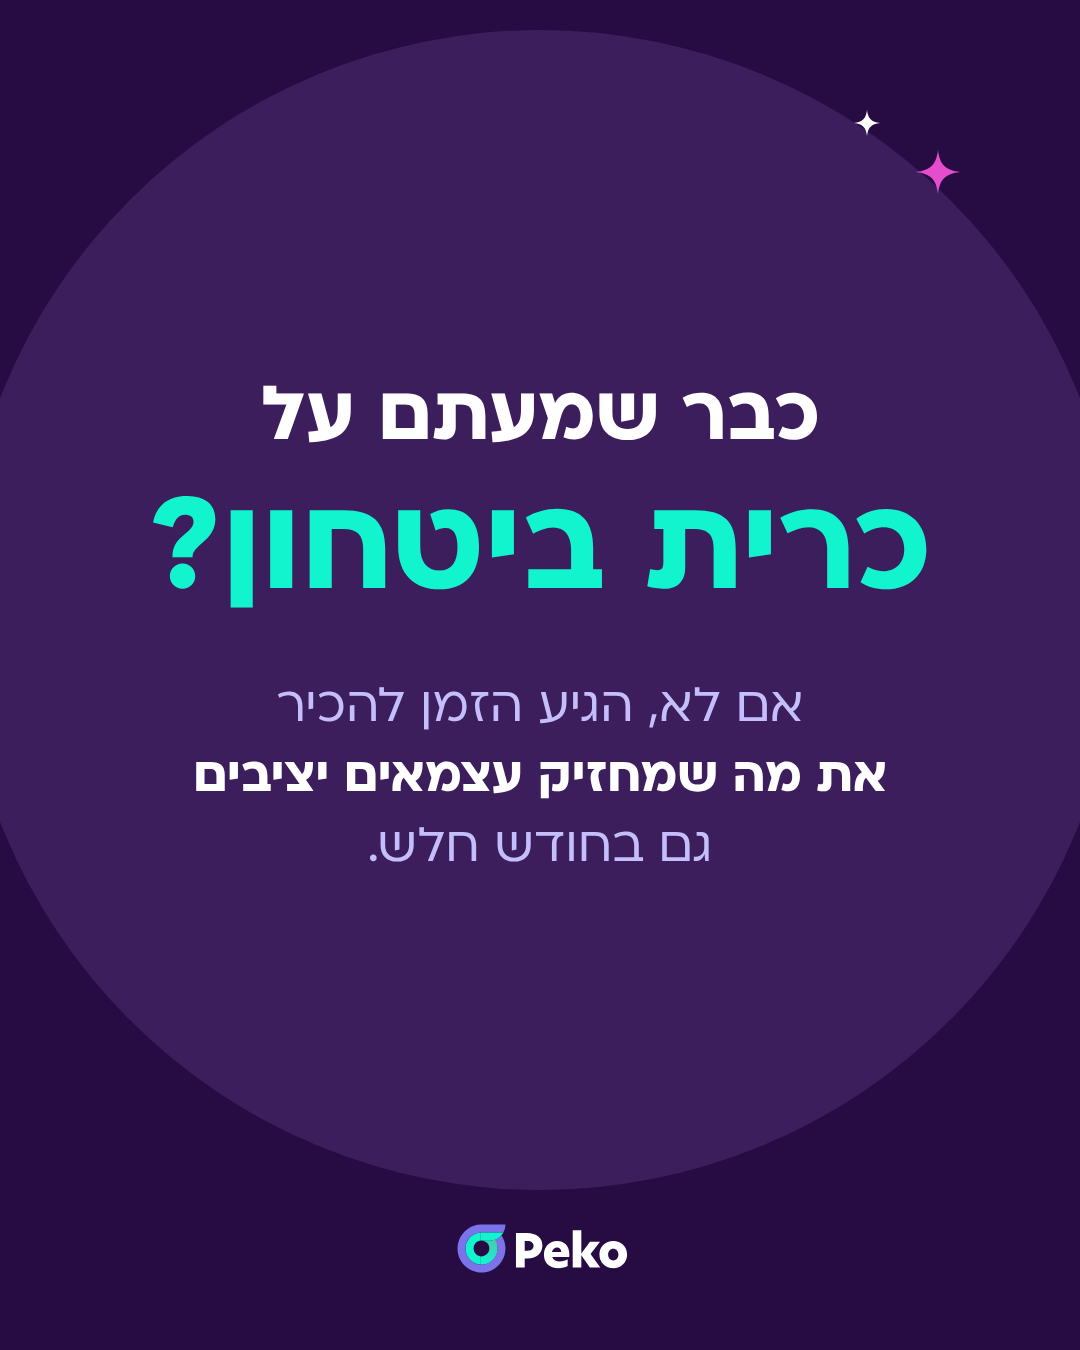 כבר שמעתם על
כרית ביטחון?
אם לא, הגיע הזמן להכיר
את מה שמחזיק עצמאים יציבים
גם בחודש חלש.
Peko